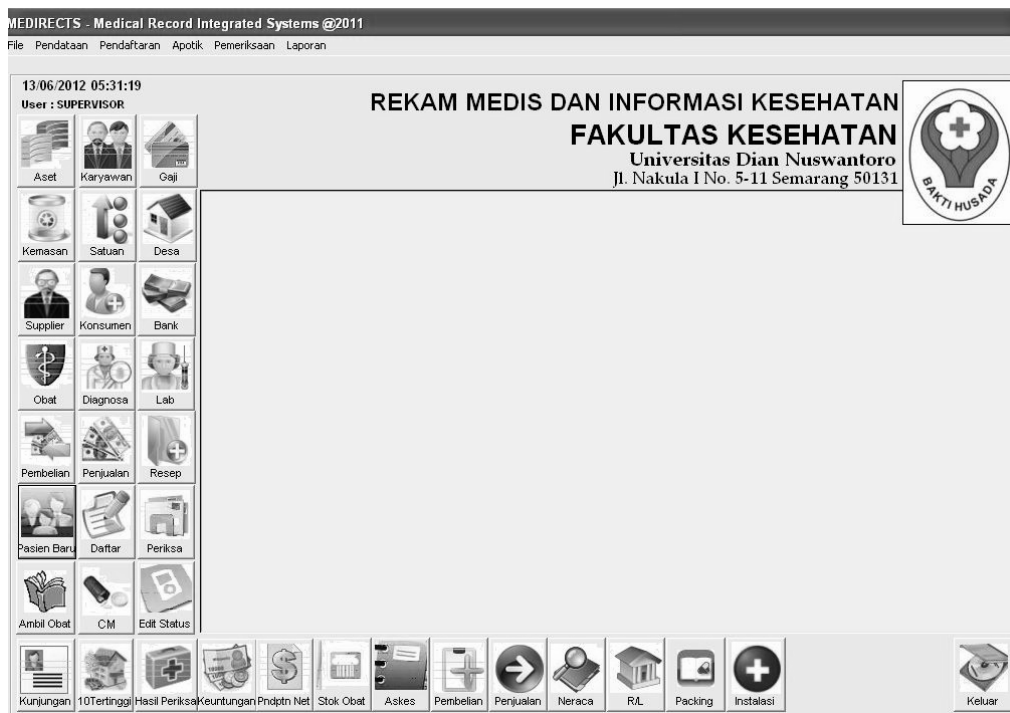 MEDIRECTS - Medical Record Integrated Systems @2011
File Pendataan Pendaftaran Apotik Pemeriksaan Laporan
13/06/2012 05:31:19
User : SUPERVISOR
REKAM MEDIS DAN INFORMASI KESEHATAN
FAKULTAS KESEHATAN
Universitas Dian Nuswantoro
Jl. Nakula I No. 5-11 Semarang 50131
BAKTI HUSADA
Aset Karyawan Gaji
Kemasan Satuan Desa
Supplier Konsumen Bank
Obat Diagnosa Lab
Pembelian Penjualan Resep
Pasien Baru Daftar Periksa
Ambil Obat CM Edit Status
Kunjungan 10Tertinggi Hasil Periksa Keuntungan Pndptn Net Stok Obat Askes Pembelian Penjualan Neraca R/L Packing Instalasi Keluar